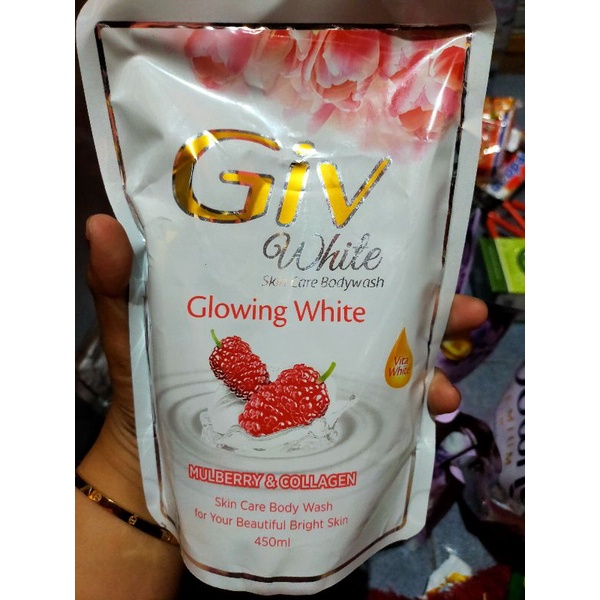 Giv
White
Skin Care Bodywash
Glowing White
Vita
White
MULBERRY & COLLAGEN
Skin Care Body Wash
for Your Beautiful Bright Skin
450ml